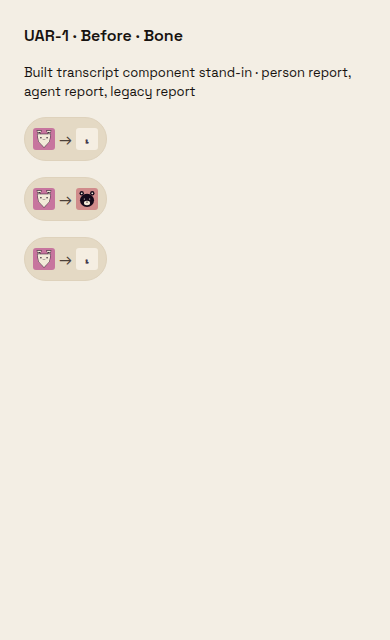 UAR-1 · Before · Bone
Built transcript component stand-in · person report,
agent report, legacy report
→
→
→